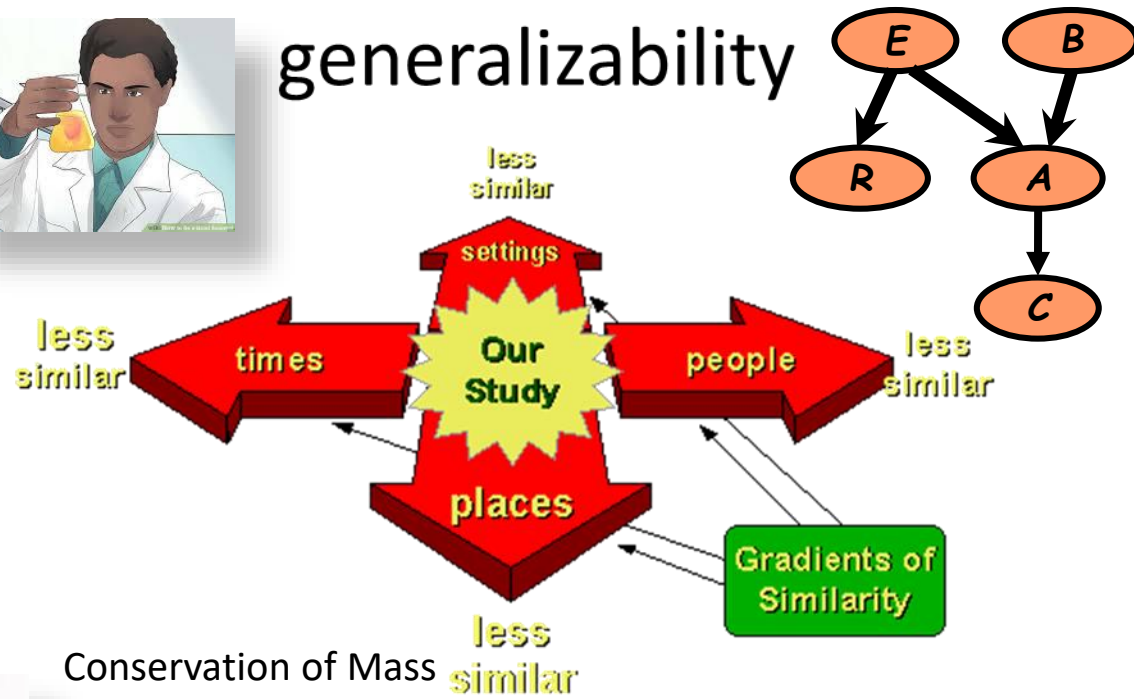 generalizability
E
B
R
A
C
less
similar
settings
less
similar
times
Our
Study
people
less
similar
places
Gradients of
Similarity
less
similar
Conservation of Mass